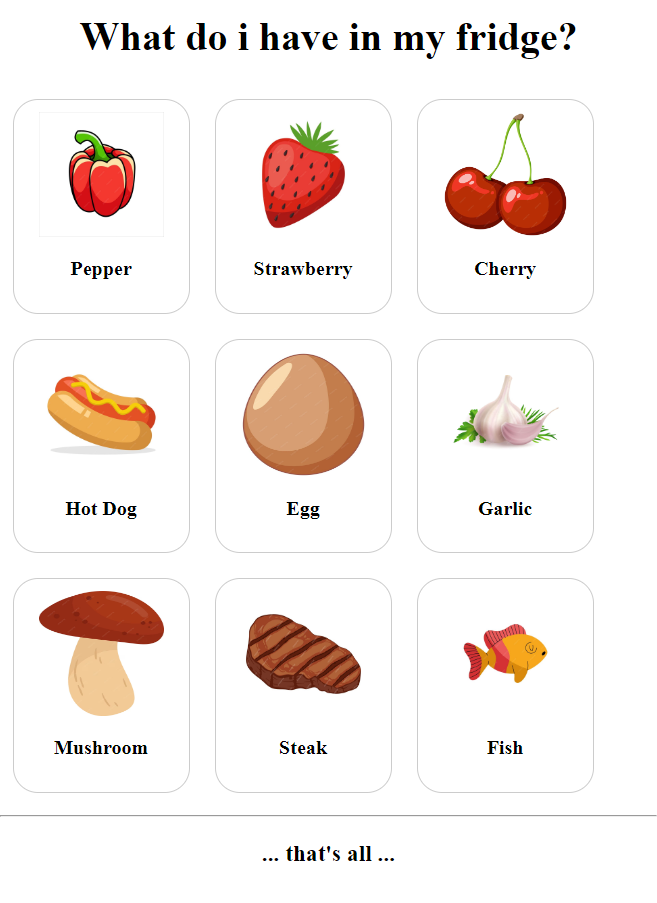 What do i have in my fridge?
Pepper
Strawberry
Cherry
Hot Dog
Egg
Garlic
Mushroom
Steak
Fish
... that's all ...